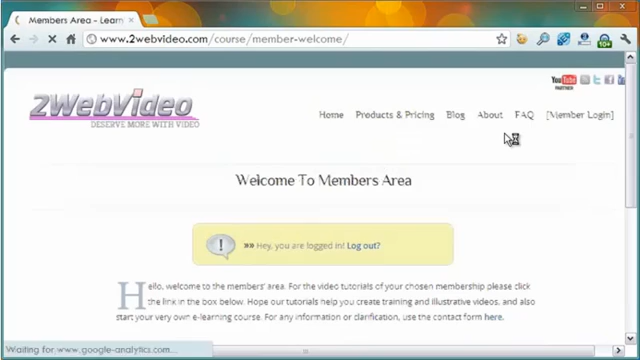 Members Area - Learn
www.2webvideo.com/course/member-welcome/
10+
You Tube
PARTNER
2WebVideo
DESERVE MORE WITH VIDEO
Home Products & Pricing Blog About FAQ [Member Login]
Welcome To Members Area
! »» Hey, you are logged in! Log out?
Hello, welcome to the members' area. For the video tutorials of your chosen membership please click
the link in the box below. Hope our tutorials help you create training and illustrative videos, and also
start your very own e-learning course. For any information or clarification, use the contact form here.
Waiting for www.google-analytics.com...